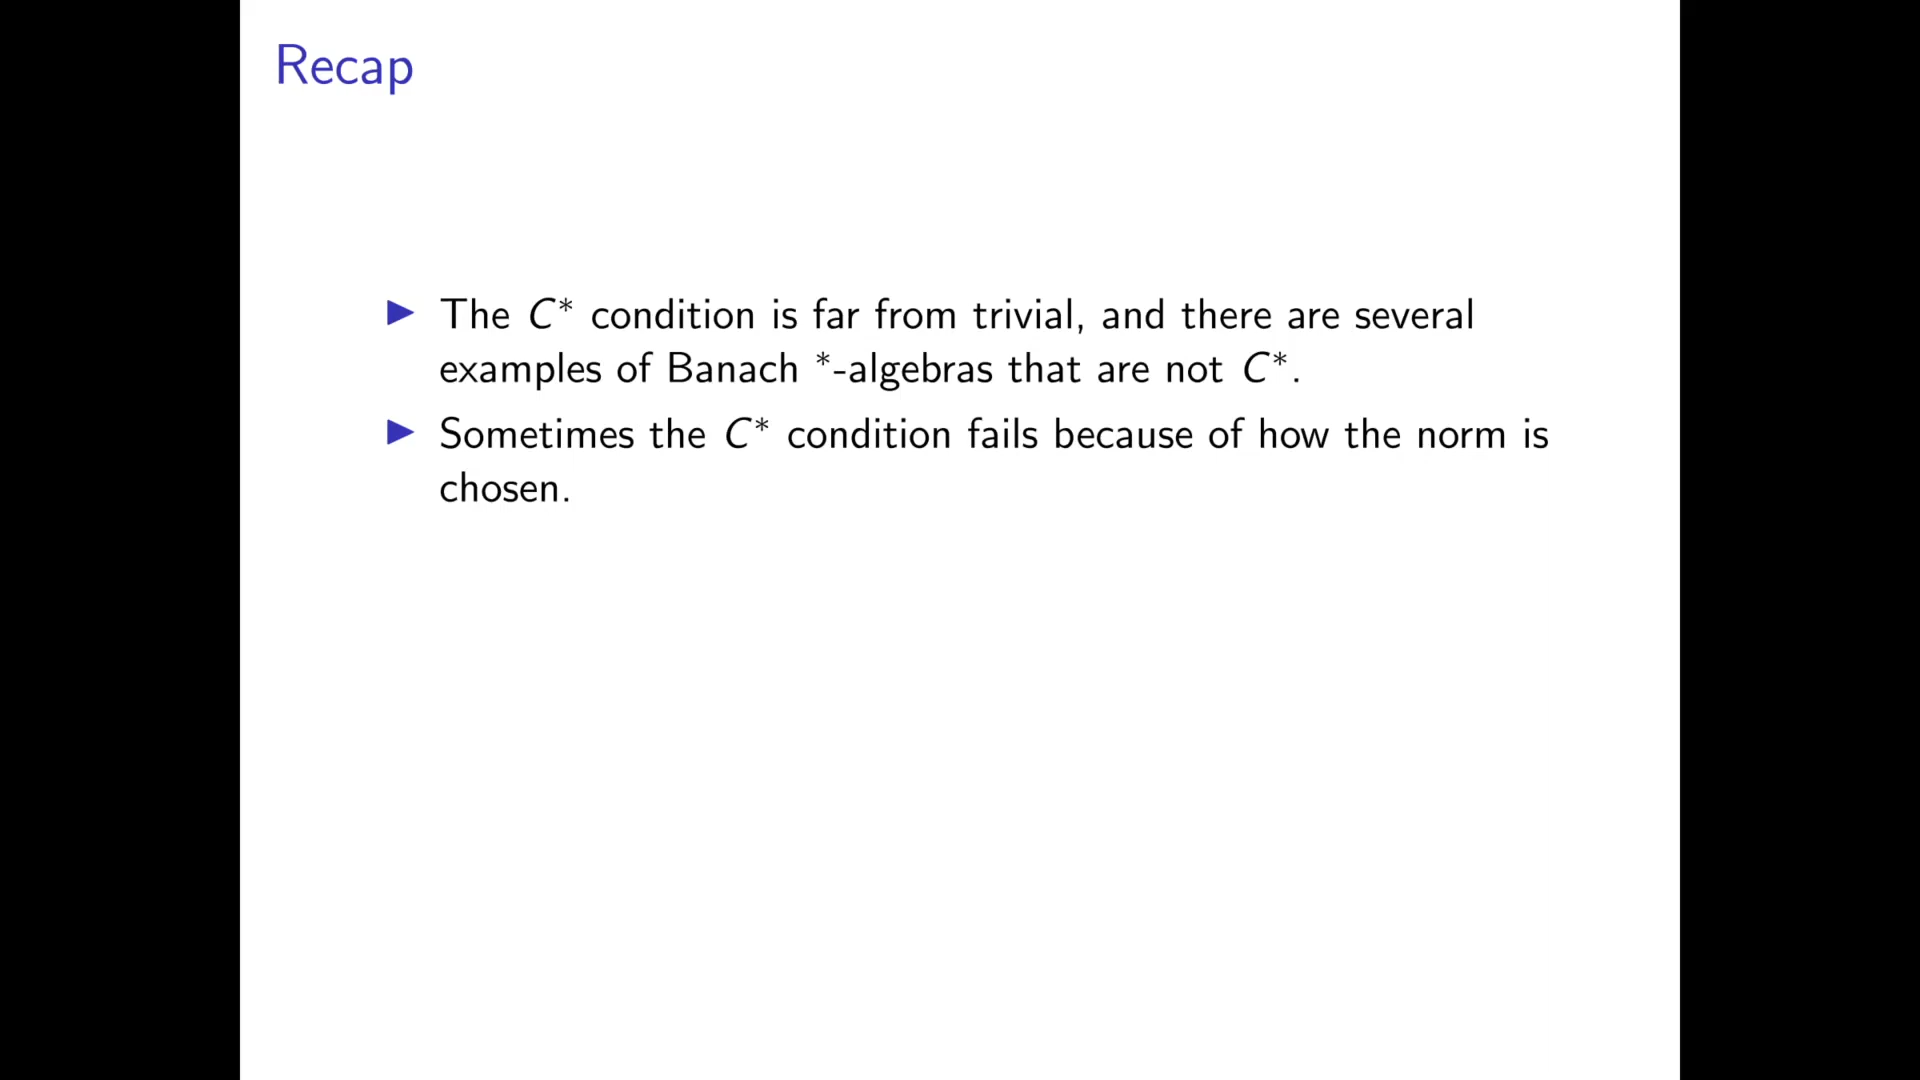 Recap
▶ The C* condition is far from trivial, and there are several
examples of Banach *-algebras that are not C*.
▶ Sometimes the C* condition fails because of how the norm is
chosen.